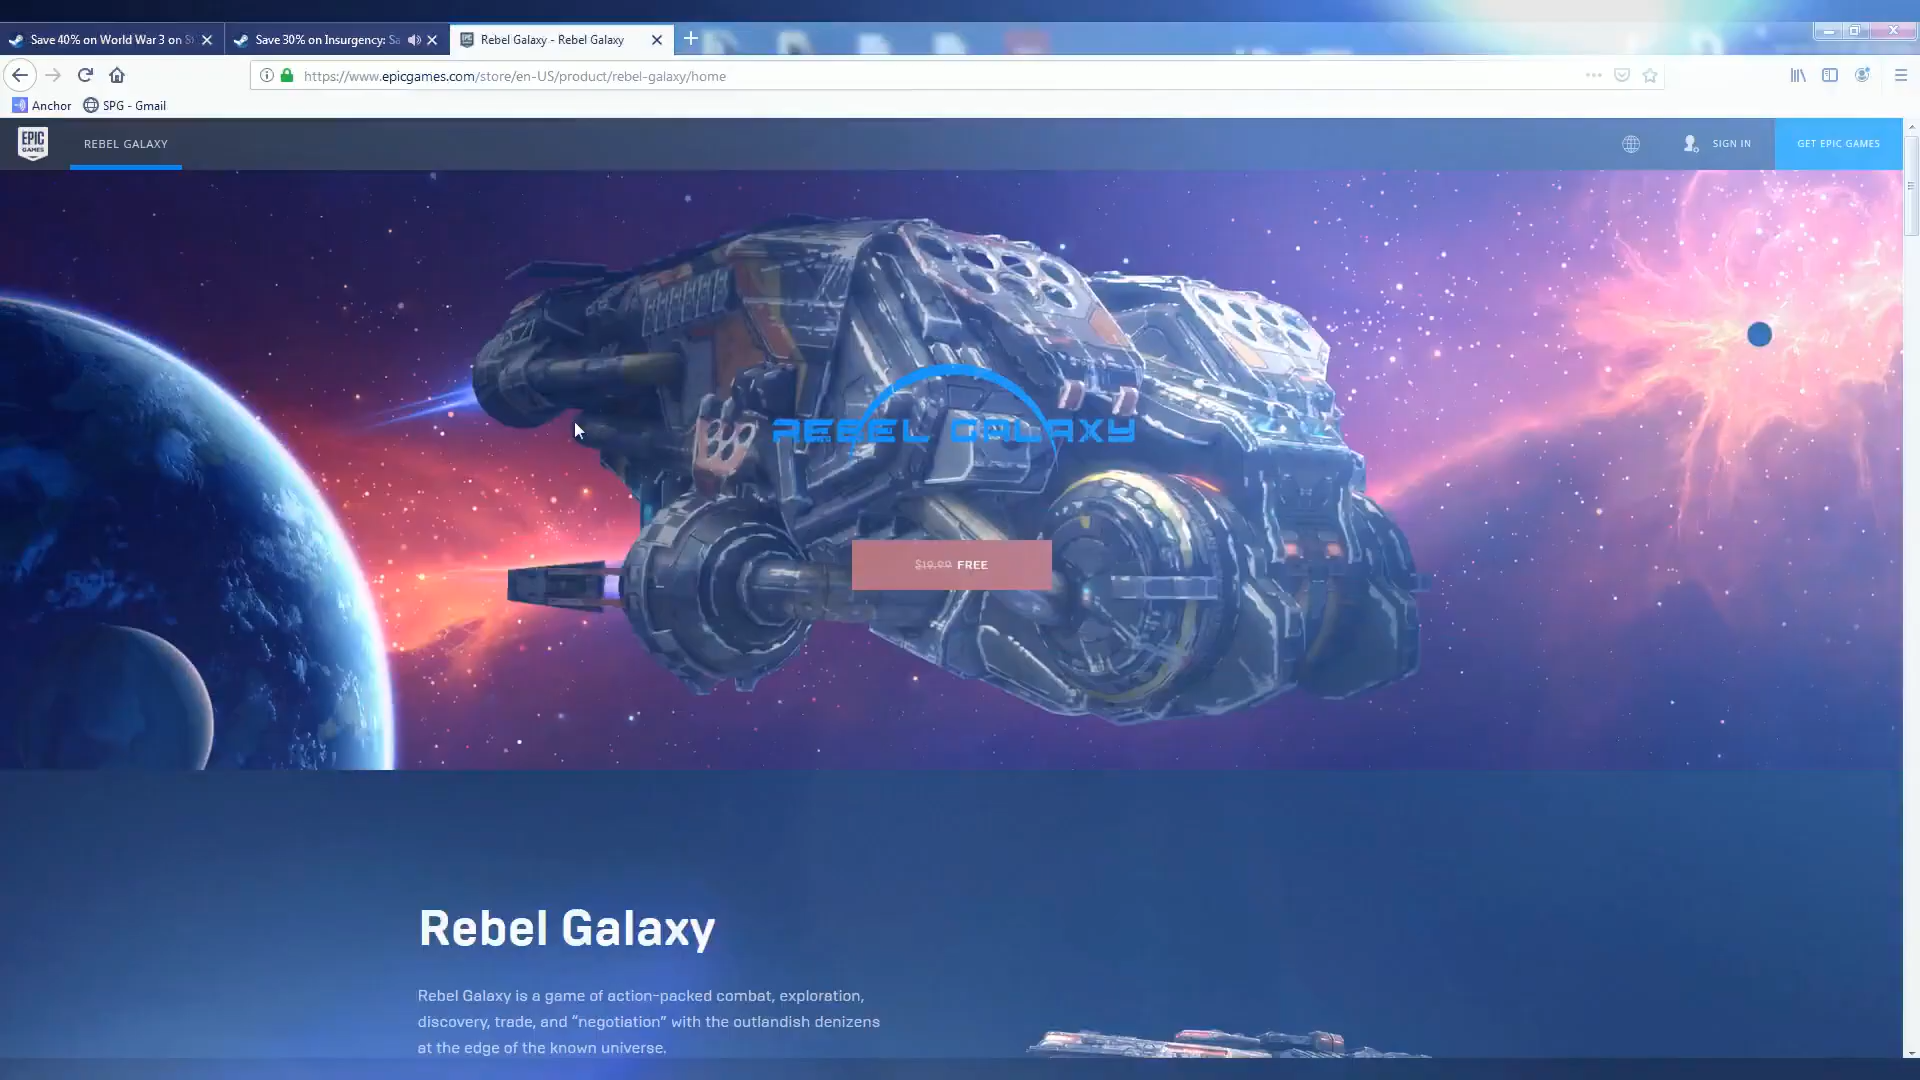 Save 40% on World War 3 on S
Save 30% on Insurgency: Sa
Rebel Galaxy - Rebel Galaxy
https://www.epicgames.com/store/en-US/product/rebel-galaxy/home
Anchor
SPG - Gmail
EPIC
GAMES
REBEL GALAXY
SIGN IN
GET EPIC GAMES
REBEL GALAXY
$19.99 FREE
Rebel Galaxy
Rebel Galaxy is a game of action-packed combat, exploration,
discovery, trade, and “negotiation” with the outlandish denizens
at the edge of the known universe.